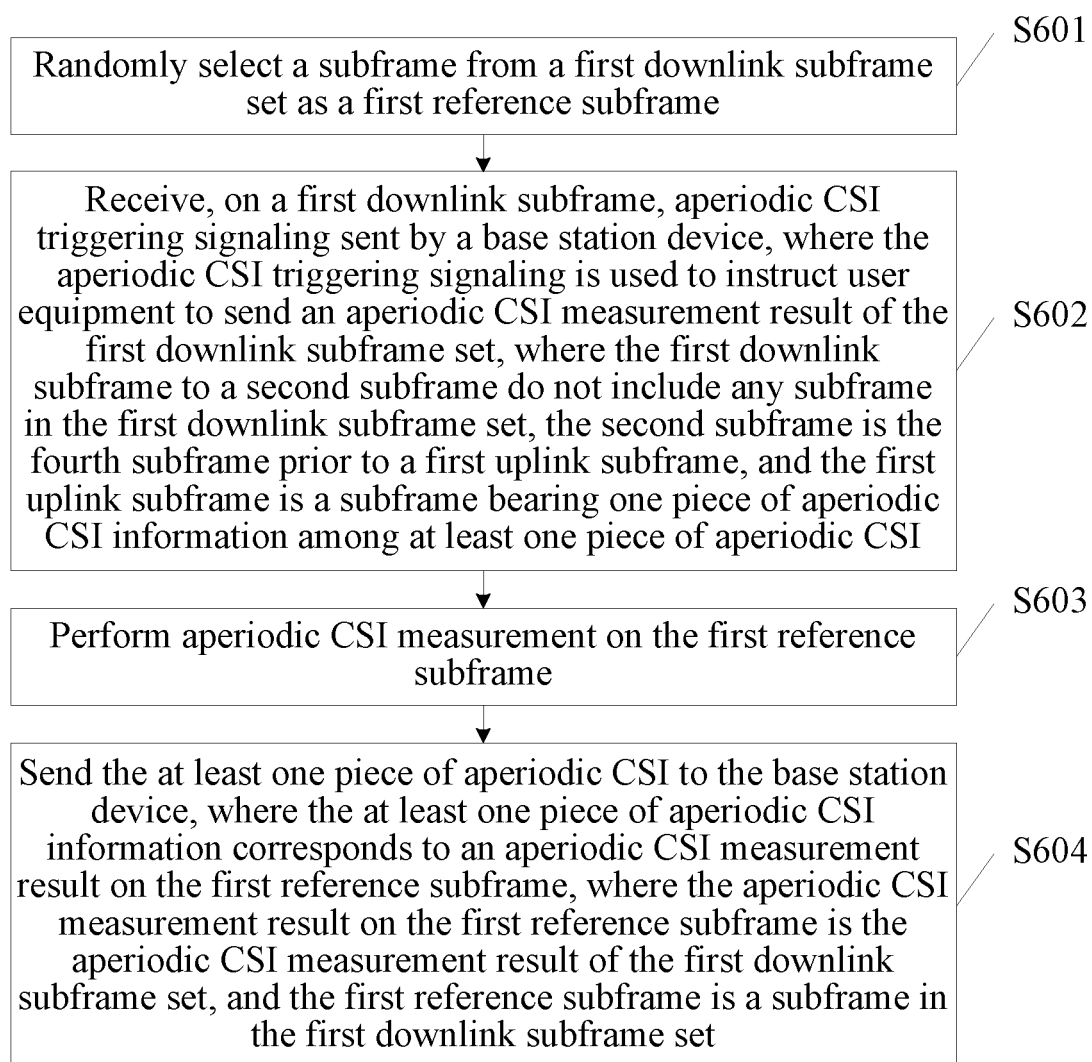 S601
Randomly select a subframe from a first downlink subframe
set as a first reference subframe
Receive, on a first downlink subframe, aperiodic CSI
triggering signaling sent by a base station device, where the
aperiodic CSI triggering signaling is used to instruct user
equipment to send an aperiodic CSI measurement result of the
first downlink subframe set, where the first downlink
subframe to a second subframe do not include any subframe
in the first downlink subframe set, the second subframe is the
fourth subframe prior to a first uplink subframe, and the first
uplink subframe is a subframe bearing one piece of aperiodic
CSI information among at least one piece of aperiodic CSI
S602
Perform aperiodic CSI measurement on the first reference
subframe
S603
Send the at least one piece of aperiodic CSI to the base station
device, where the at least one piece of aperiodic CSI
information corresponds to an aperiodic CSI measurement
result on the first reference subframe, where the aperiodic CSI
measurement result on the first reference subframe is the
aperiodic CSI measurement result of the first downlink
subframe set, and the first reference subframe is a subframe in
the first downlink subframe set
S604